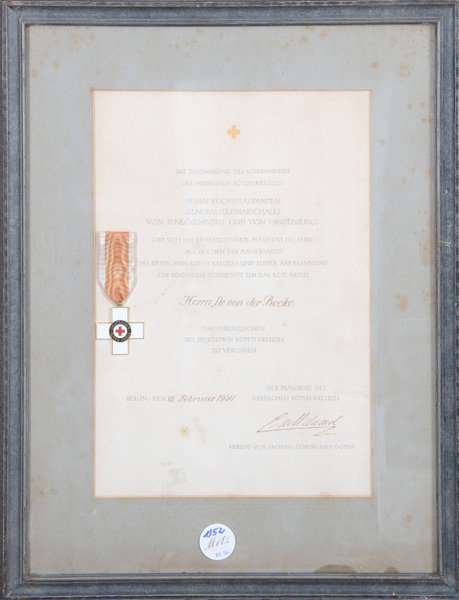 MIT ZUSTIMMUNG DES SCHIRMHERRN
DES DEUTSCHEN ROTEN KREUZES,
HERRN REICHSPRÄSIDENTEN
GENERALFELDMARSCHALLS
VON BENECKENDORFF UND VON HINDENBURG,
GIBT SICH DER UNTERZEICHNETE PRÄSIDENT DIE EHRE,
ALS ZEICHEN DER DANKBARKEIT
DES DEUTSCHEN ROTEN KREUZES UND SEINER ANERKENNUNG
FÜR BESONDERE VERDIENSTE UM DAS ROTE KREUZ
Herrn Dr. von der Becke
DAS EHRENZEICHEN
DES DEUTSCHEN ROTEN KREUZES
ZU VERLEIHEN
BERLIN, DEN 16. Februar 1934
DER PRÄSIDENT DES
DEUTSCHEN ROTEN KREUZES
HERZOG VON SACHSEN-COBURG UND GOTHA